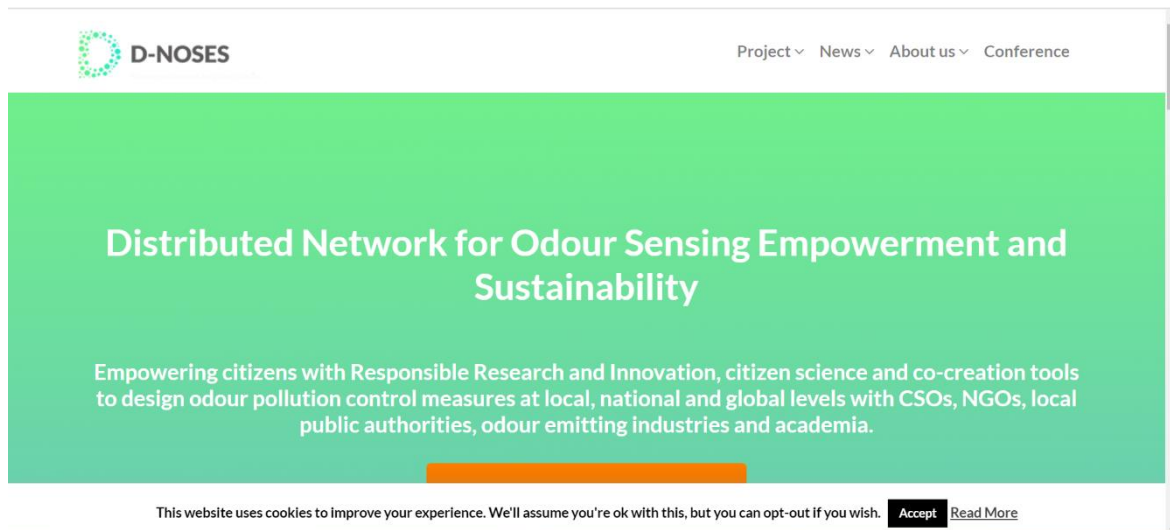 D-NOSES
Project News About us Conference
Distributed Network for Odour Sensing Empowerment and
Sustainability
Empowering citizens with Responsible Research and Innovation, citizen science and co-creation tools
to design odour pollution control measures at local, national and global levels with CSOs, NGOs, local
public authorities, odour emitting industries and academia.
This website uses cookies to improve your experience. We'll assume you're ok with this, but you can opt-out if you wish. Accept Read More